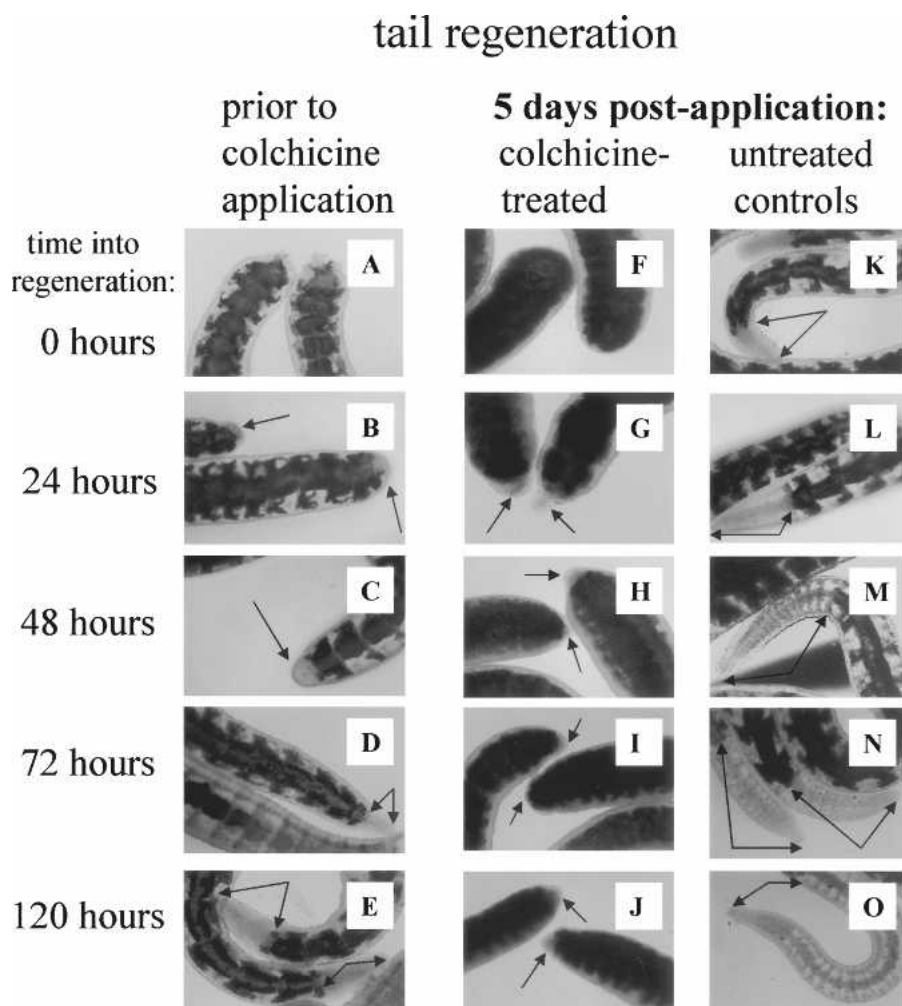 tail regeneration
prior to
colchicine
application
5 days post-application:
colchicine-
treated
untreated
controls
time into
regeneration:
0 hours
A
F
K
24 hours
B
G
L
48 hours
C
H
M
72 hours
D
I
N
120 hours
E
J
O